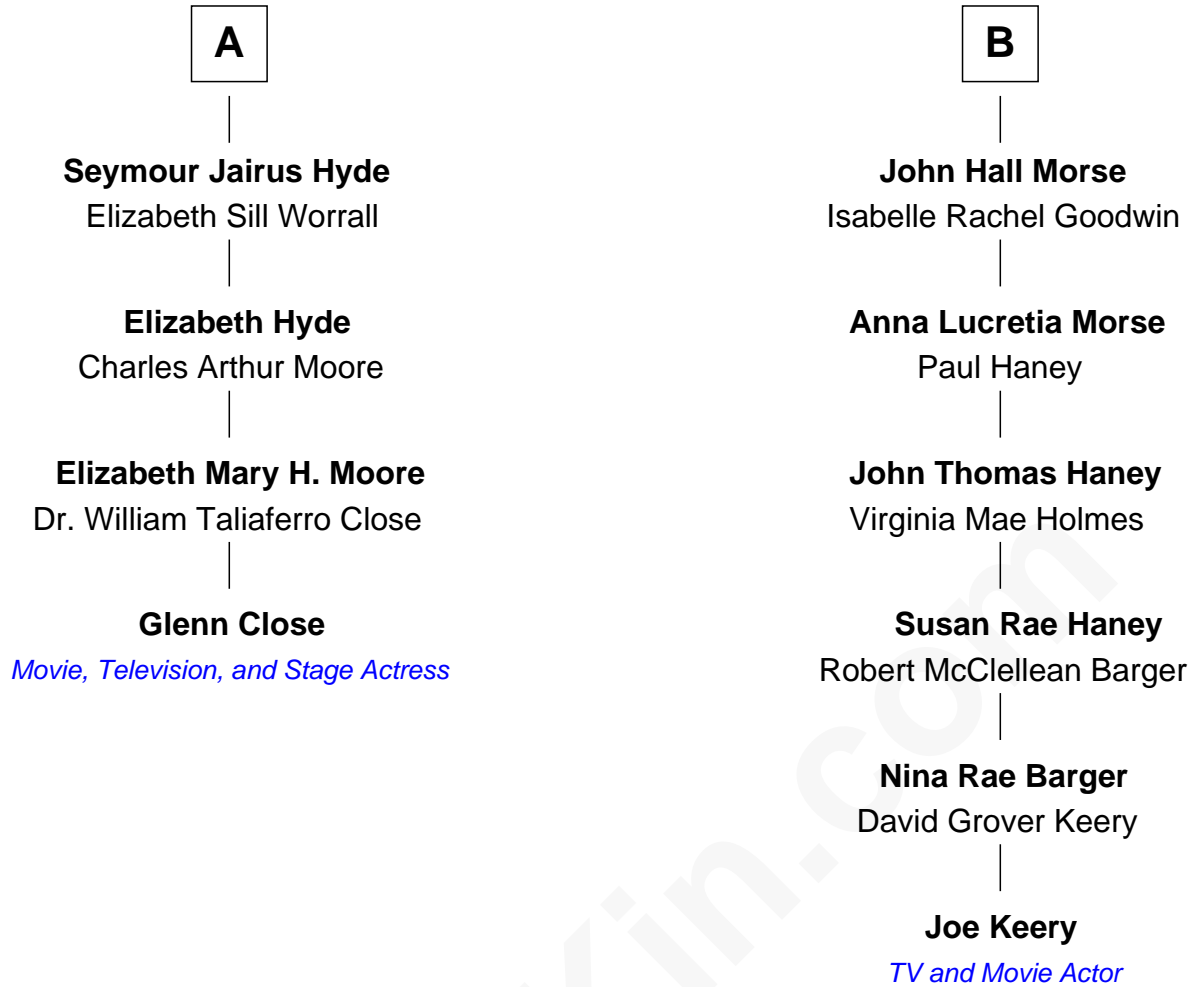 A
Seymour Jairus Hyde
Elizabeth Sill Worrall
Elizabeth Hyde
Charles Arthur Moore
Elizabeth Mary H. Moore
Dr. William Taliaferro Close
Glenn Close
Movie, Television, and Stage Actress
B
John Hall Morse
Isabelle Rachel Goodwin
Anna Lucretia Morse
Paul Haney
John Thomas Haney
Virginia Mae Holmes
Susan Rae Haney
Robert McClellean Barger
Nina Rae Barger
David Grover Keery
Joe Keery
TV and Movie Actor
Kin.com